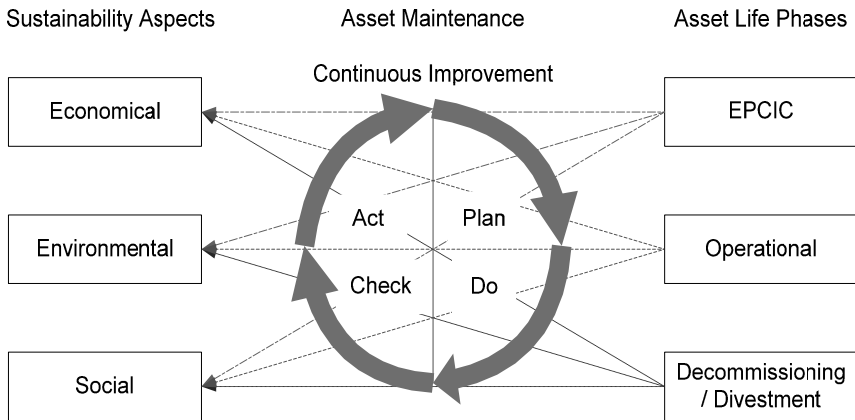 Sustainability Aspects
Asset Maintenance
Asset Life Phases
Continuous Improvement
Economical
EPCIC
Act
Plan
Environmental
Operational
Check
Do
Social
Decommissioning
/ Divestment